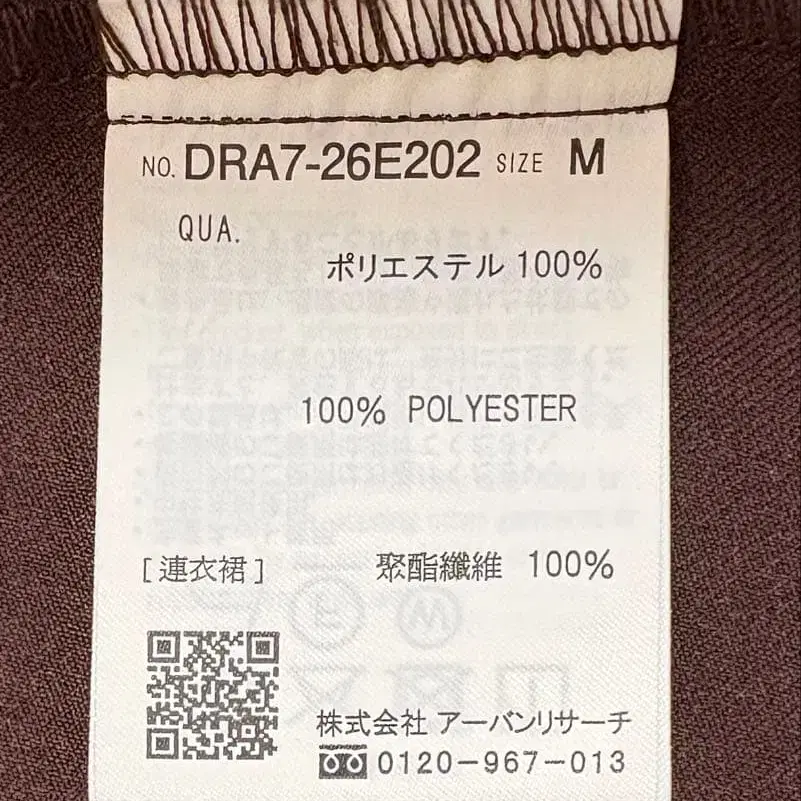 NO. DRA7-26E202 SIZE M
QUA.
ポリエステル 100%
100% POLYESTER
[連衣裙] 聚酯纖維 100%
株式会社 アーバンリサーチ
0120-967-013